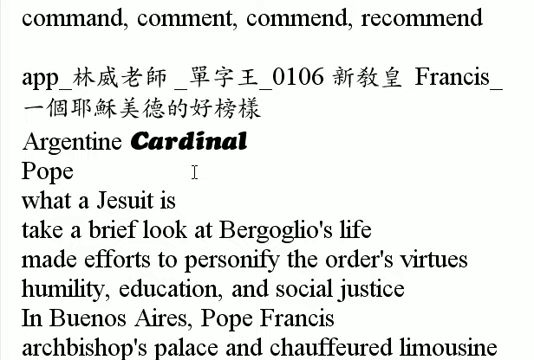 command, comment, commend, recommend
app_林威老師 _單字王_0106 新教皇 Francis_
一個耶穌美德的好榜樣
Argentine Cardinal
Pope
what a Jesuit is
take a brief look at Bergoglio's life
made efforts to personify the order's virtues
humility, education, and social justice
In Buenos Aires, Pope Francis
archbishop's palace and chauffeured limousine